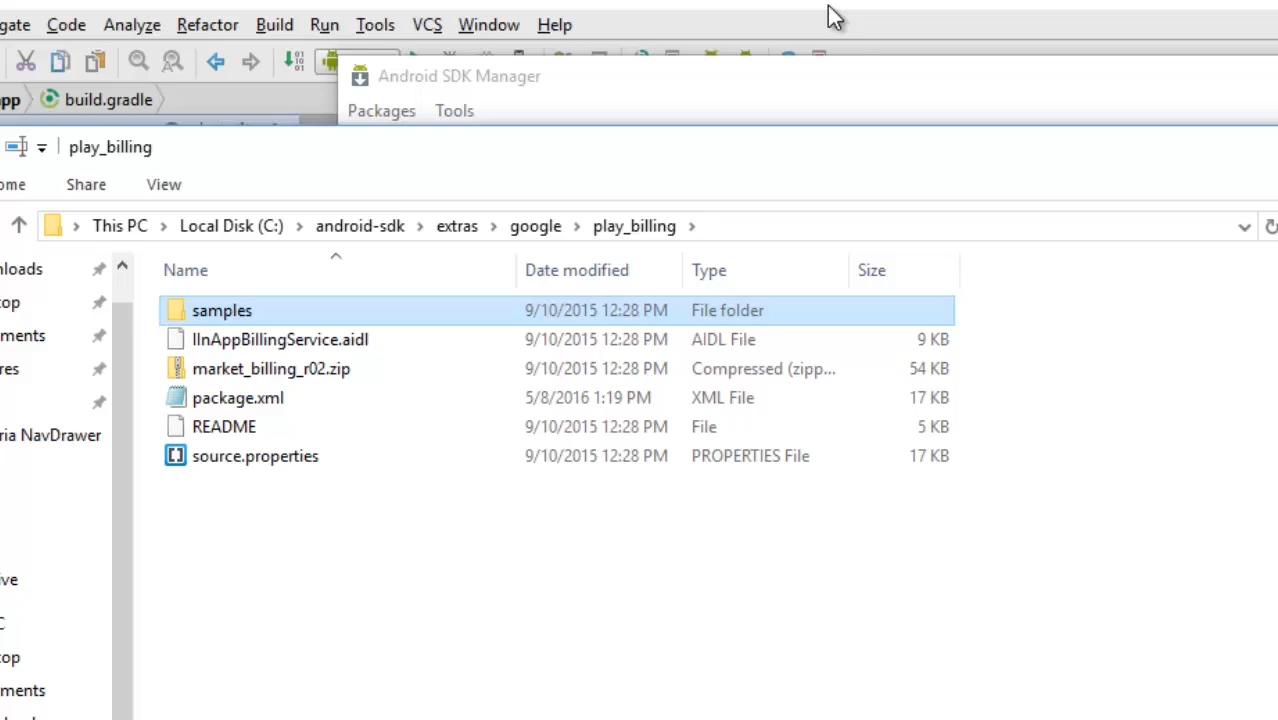 gate Code Analyze Refactor Build Run Tools VCS Window Help
Android SDK Manager
app build.gradle
Packages Tools
play_billing
ome Share View
This PC Local Disk (C:) android-sdk extras google play_billing
nloads Name Date modified Type Size
op samples 9/10/2015 12:28 PM File folder
ments IInAppBillingService.aidl 9/10/2015 12:28 PM AIDL File 9 KB
res market_billing_r02.zip 9/10/2015 12:28 PM Compressed (zipp... 54 KB
package.xml 5/8/2016 1:19 PM XML File 17 KB
ria NavDrawer README 9/10/2015 12:28 PM File 5 KB
source.properties 9/10/2015 12:28 PM PROPERTIES File 17 KB
ive
C
op
ments